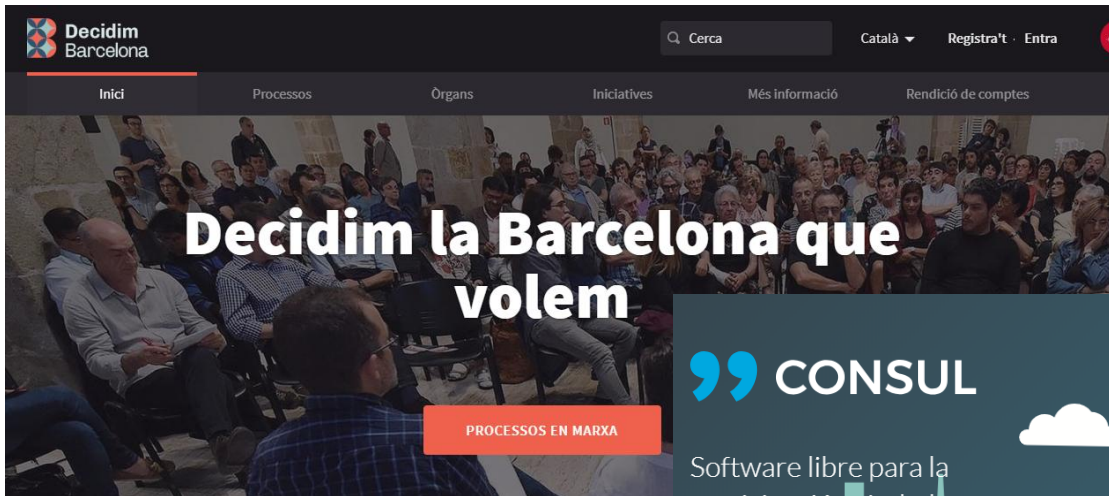 Decidim
Barcelona
Cerca
Català
Registra't · Entra
Inici
Processos
Òrgans
Iniciatives
Més informació
Rendició de comptes
Decidim la Barcelona que
volem
PROCESSOS EN MARXA
CONSUL
Software libre para la